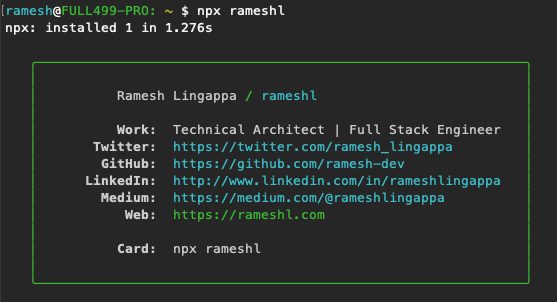 ramesh@FULL499-PRO: ~ $ npx rameshl
npx: installed 1 in 1.276s
Ramesh Lingappa / rameshl
Work: Technical Architect | Full Stack Engineer
Twitter: https://twitter.com/ramesh_lingappa
GitHub: https://github.com/ramesh-dev
LinkedIn: http://www.linkedin.com/in/rameshlingappa
Medium: https://medium.com/@rameshlingappa
Web: https://rameshl.com
Card: npx rameshl